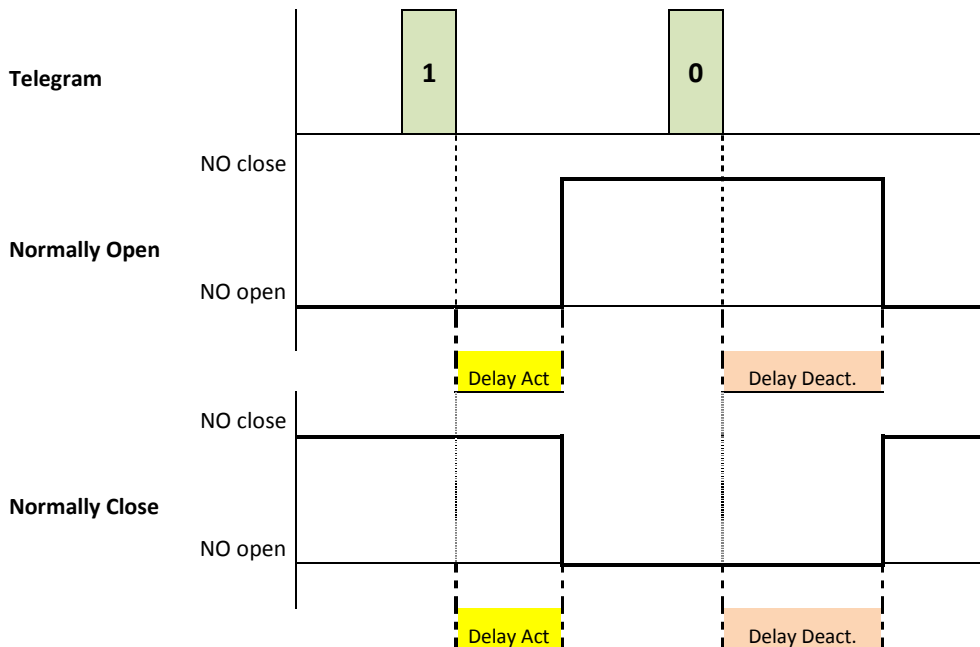 Telegram
1
0
NO close
Normally Open
NO open
Delay Act
Delay Deact.
NO close
Normally Close
NO open
Delay Act
Delay Deact.